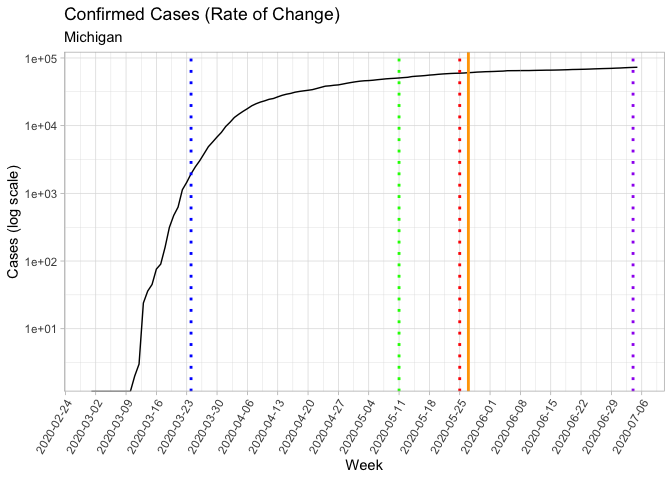 Confirmed Cases (Rate of Change)
Michigan
Cases (log scale)
1e+05
1e+04
1e+03
1e+02
1e+01
2020-02-24
2020-03-02
2020-03-09
2020-03-16
2020-03-23
2020-03-30
2020-04-06
2020-04-13
2020-04-20
2020-04-27
2020-05-04
2020-05-11
2020-05-18
2020-05-25
2020-06-01
2020-06-08
2020-06-15
2020-06-22
2020-06-29
2020-07-06
Week